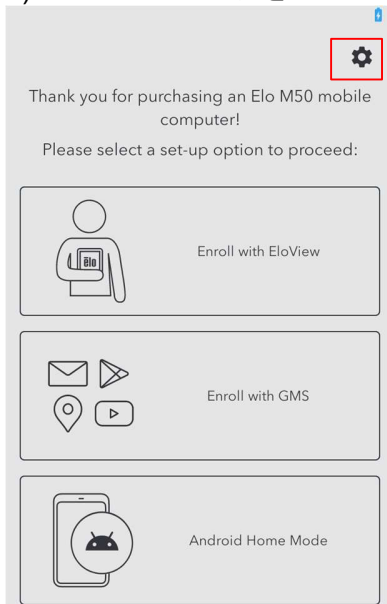 Thank you for purchasing an Elo M50 mobile
computer!
Please select a set-up option to proceed:
elo
Enroll with EloView
Enroll with GMS
Android Home Mode